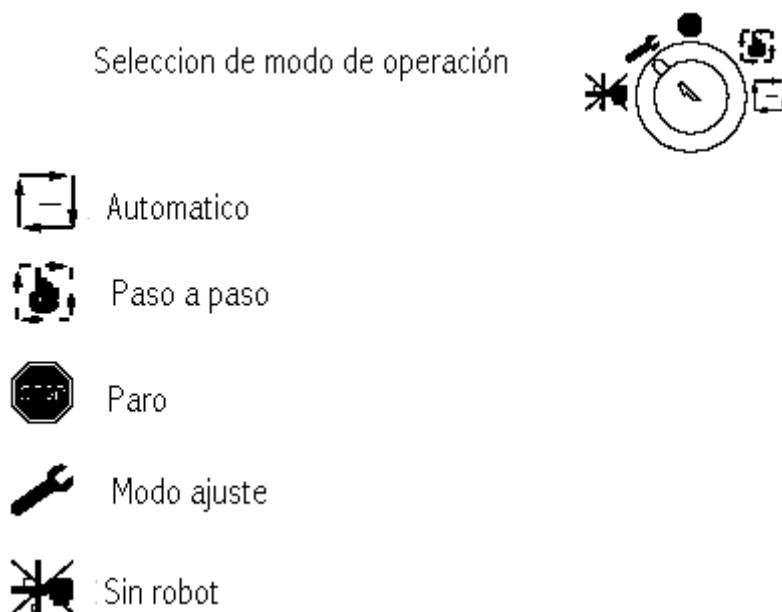 Seleccion de modo de operación
Automatico
Paso a paso
Paro
Modo ajuste
Sin robot